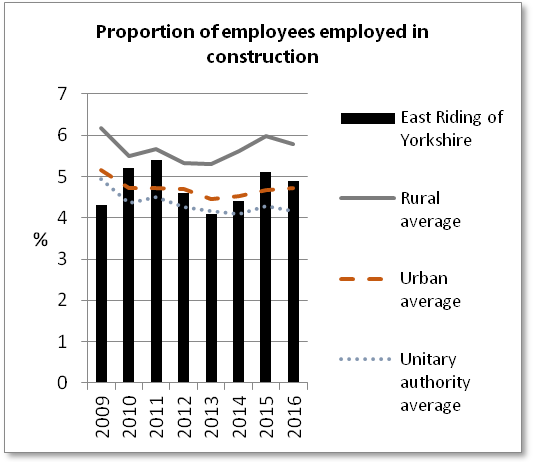 Proportion of employees employed in
construction
7
6
5
4
3
2
1
0
%
2009
2010
2011
2012
2013
2014
2015
2016
East Riding of
Yorkshire
Rural
average
Urban
average
Unitary
authority
average